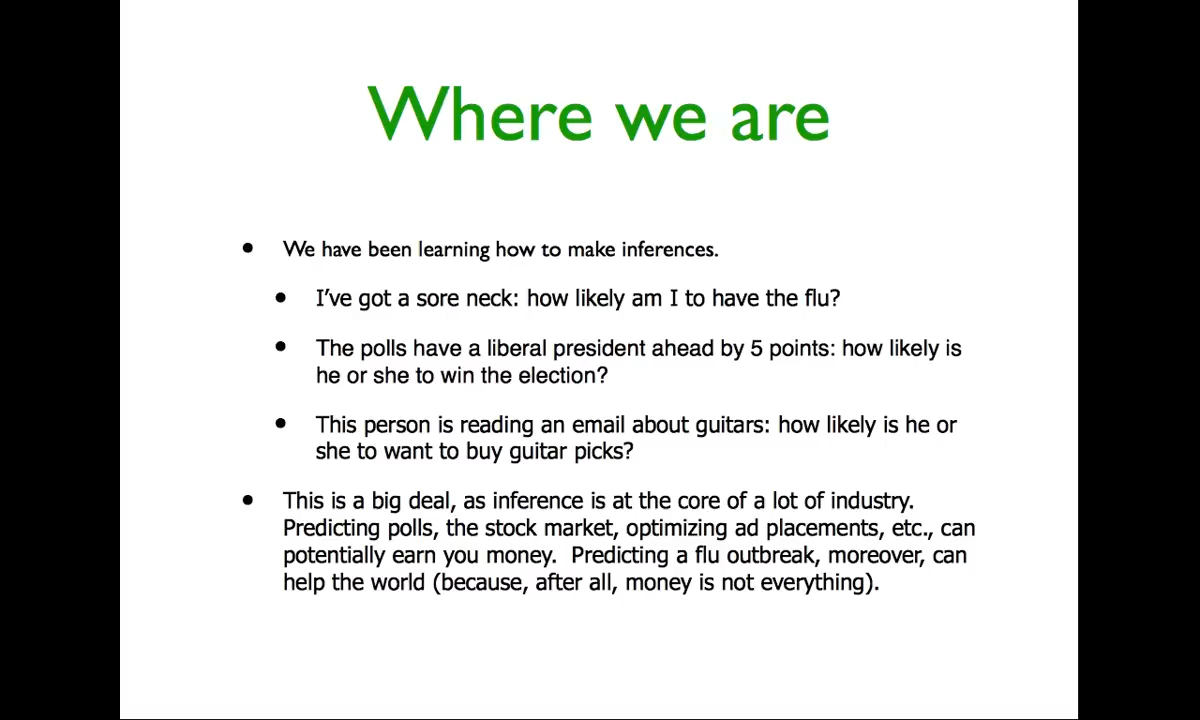 Where we are
• We have been learning how to make inferences.
• I've got a sore neck: how likely am I to have the flu?
• The polls have a liberal president ahead by 5 points: how likely is
he or she to win the election?
• This person is reading an email about guitars: how likely is he or
she to want to buy guitar picks?
• This is a big deal, as inference is at the core of a lot of industry.
Predicting polls, the stock market, optimizing ad placements, etc., can
potentially earn you money.  Predicting a flu outbreak, moreover, can
help the world (because, after all, money is not everything).